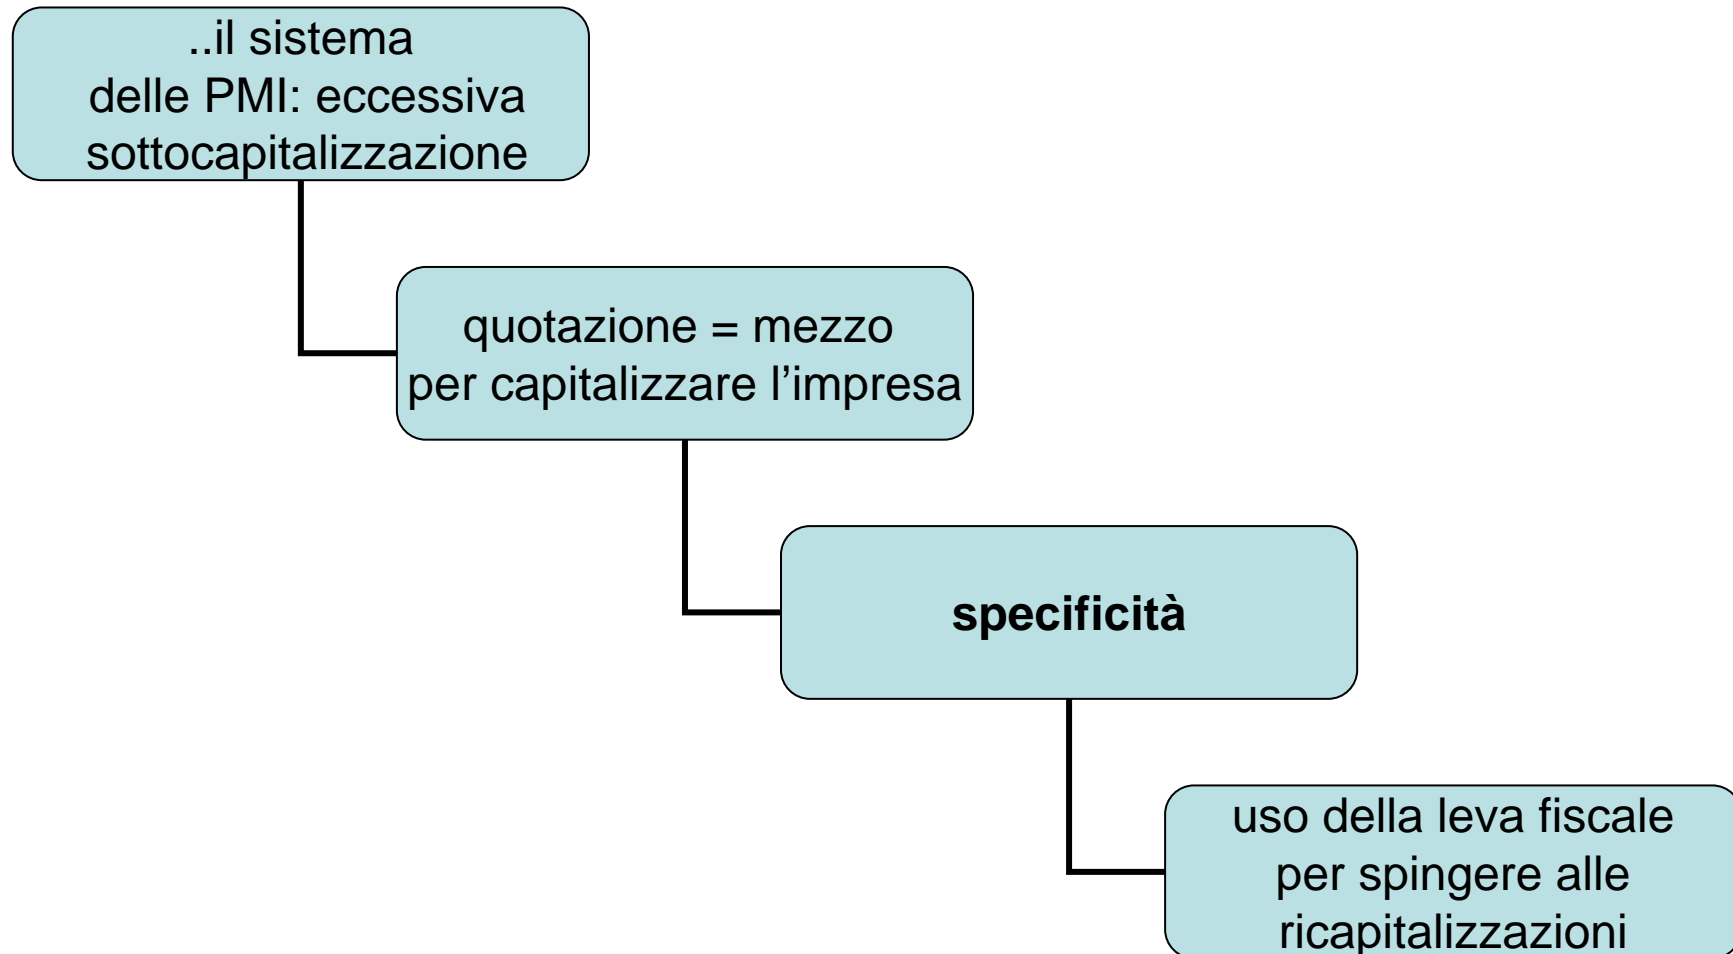 ..il sistema
delle PMI: eccessiva
sottocapitalizzazione
quotazione = mezzo
per capitalizzare l’impresa
specificità
uso della leva fiscale
per spingere alle
ricapitalizzazioni